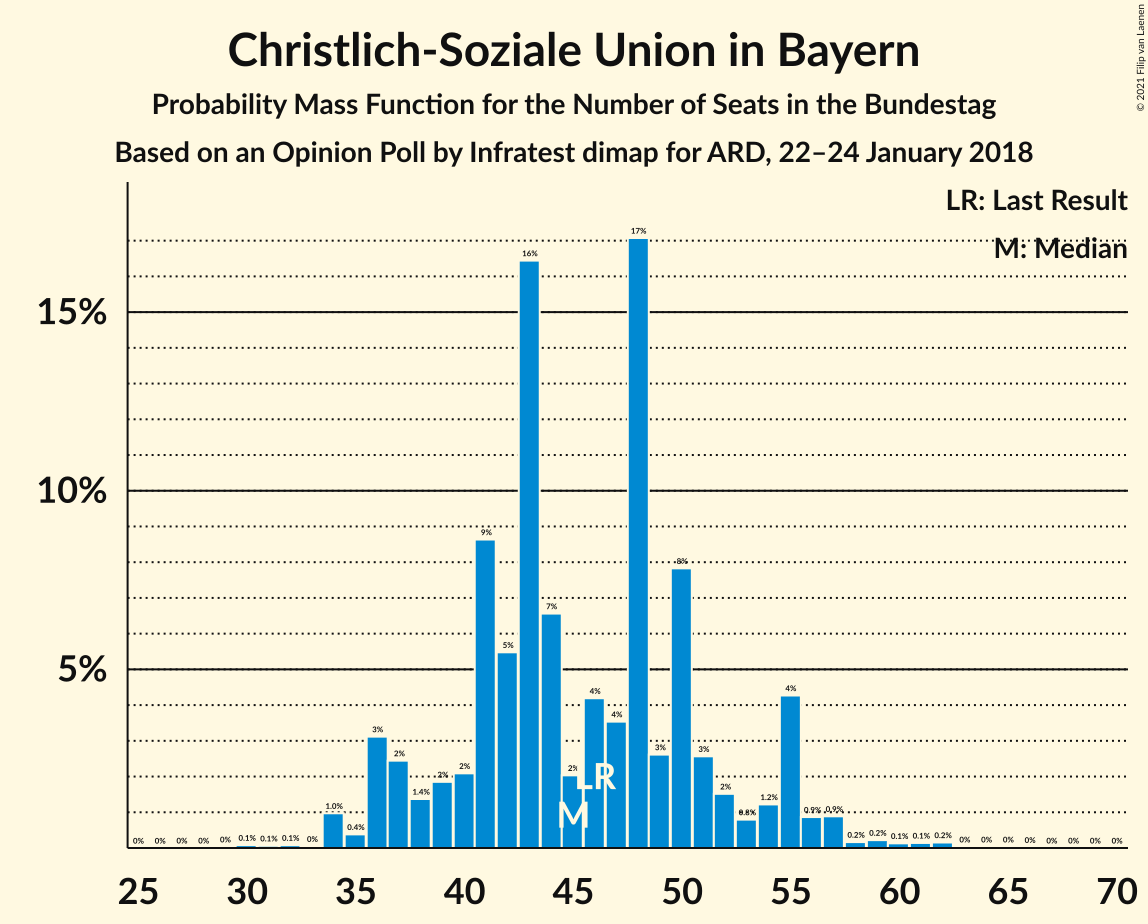 Christlich-Soziale Union in Bayern
Probability Mass Function for the Number of Seats in the Bundestag
Based on an Opinion Poll by Infratest dimap for ARD, 22–24 January 2018
© 2021 Filip van Laenen
LR: Last Result
M: Median
15%
10%
5%
0% 0% 0% 0% 0% 0.1% 0.1% 0.1% 0% 1.0% 0.4% 3% 2% 1.4% 2% 2% 9% 5% 16% 7% 2% 4% 4% 17% 3% 8% 3% 2% 0.8% 1.2% 4% 0.9% 0.9% 0.2% 0.2% 0.1% 0.1% 0.2% 0% 0% 0% 0% 0% 0% 0% 0%
LR
M
25 30 35 40 45 50 55 60 65 70